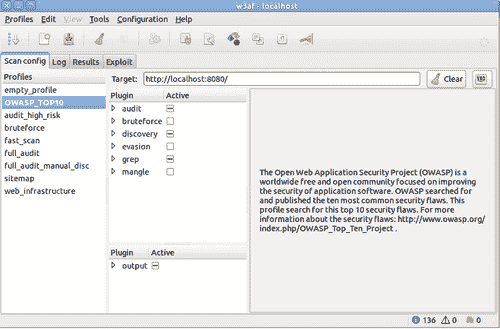 w3af - localhost
Profiles Edit View Tools Configuration Help
Scan config Log Results Exploit
Profiles
empty_profile
OWASP_TOP10
audit_high_risk
bruteforce
fast_scan
full_audit
full_audit_manual_disc
sitemap
web_infrastructure
Target: http://localhost:8080/ Clear
Plugin Active
audit
bruteforce
discovery
evasion
grep
mangle
Plugin Active
output
The Open Web Application Security Project (OWASP) is a
worldwide free and open community focused on improving
the security of application software. OWASP searched for
and published the ten most common security flaws. This
profile search for this top 10 security flaws. For more
information about the security flaws: http://www.owasp.org/
index.php/OWASP_Top_Ten_Project .
136 0 0